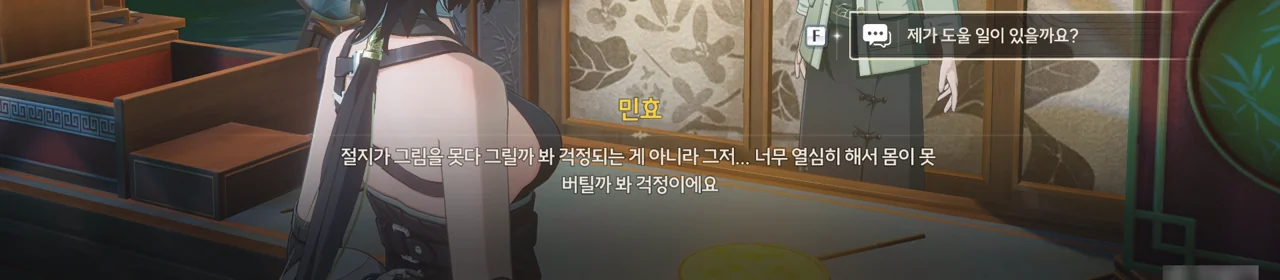 F
제가 도울 일이 있을까요?
민효
절지가 그림을 못다 그릴까 봐 걱정되는 게 아니라 그저... 너무 열심히 해서 몸이 못
버틸까 봐 걱정이에요